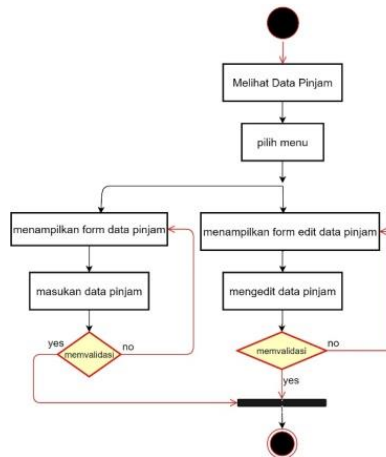 Melihat Data Pinjam
pilih menu
menampilkan form data pinjam
menampilkan form edit data pinjam
masukan data pinjam
mengedit data pinjam
yes
memvalidasi
no
memvalidasi
no
yes